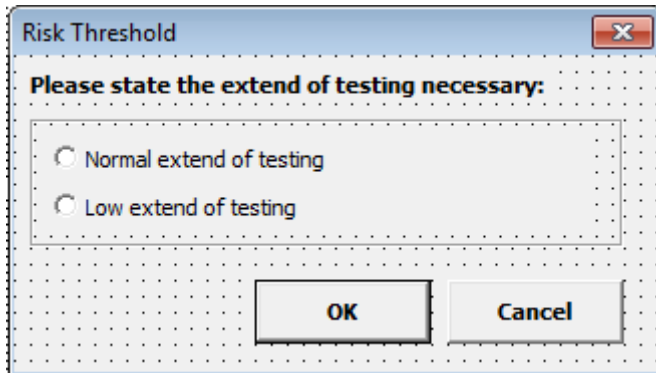 Risk Threshold
Please state the extend of testing necessary:
Normal extend of testing
Low extend of testing
OK Cancel